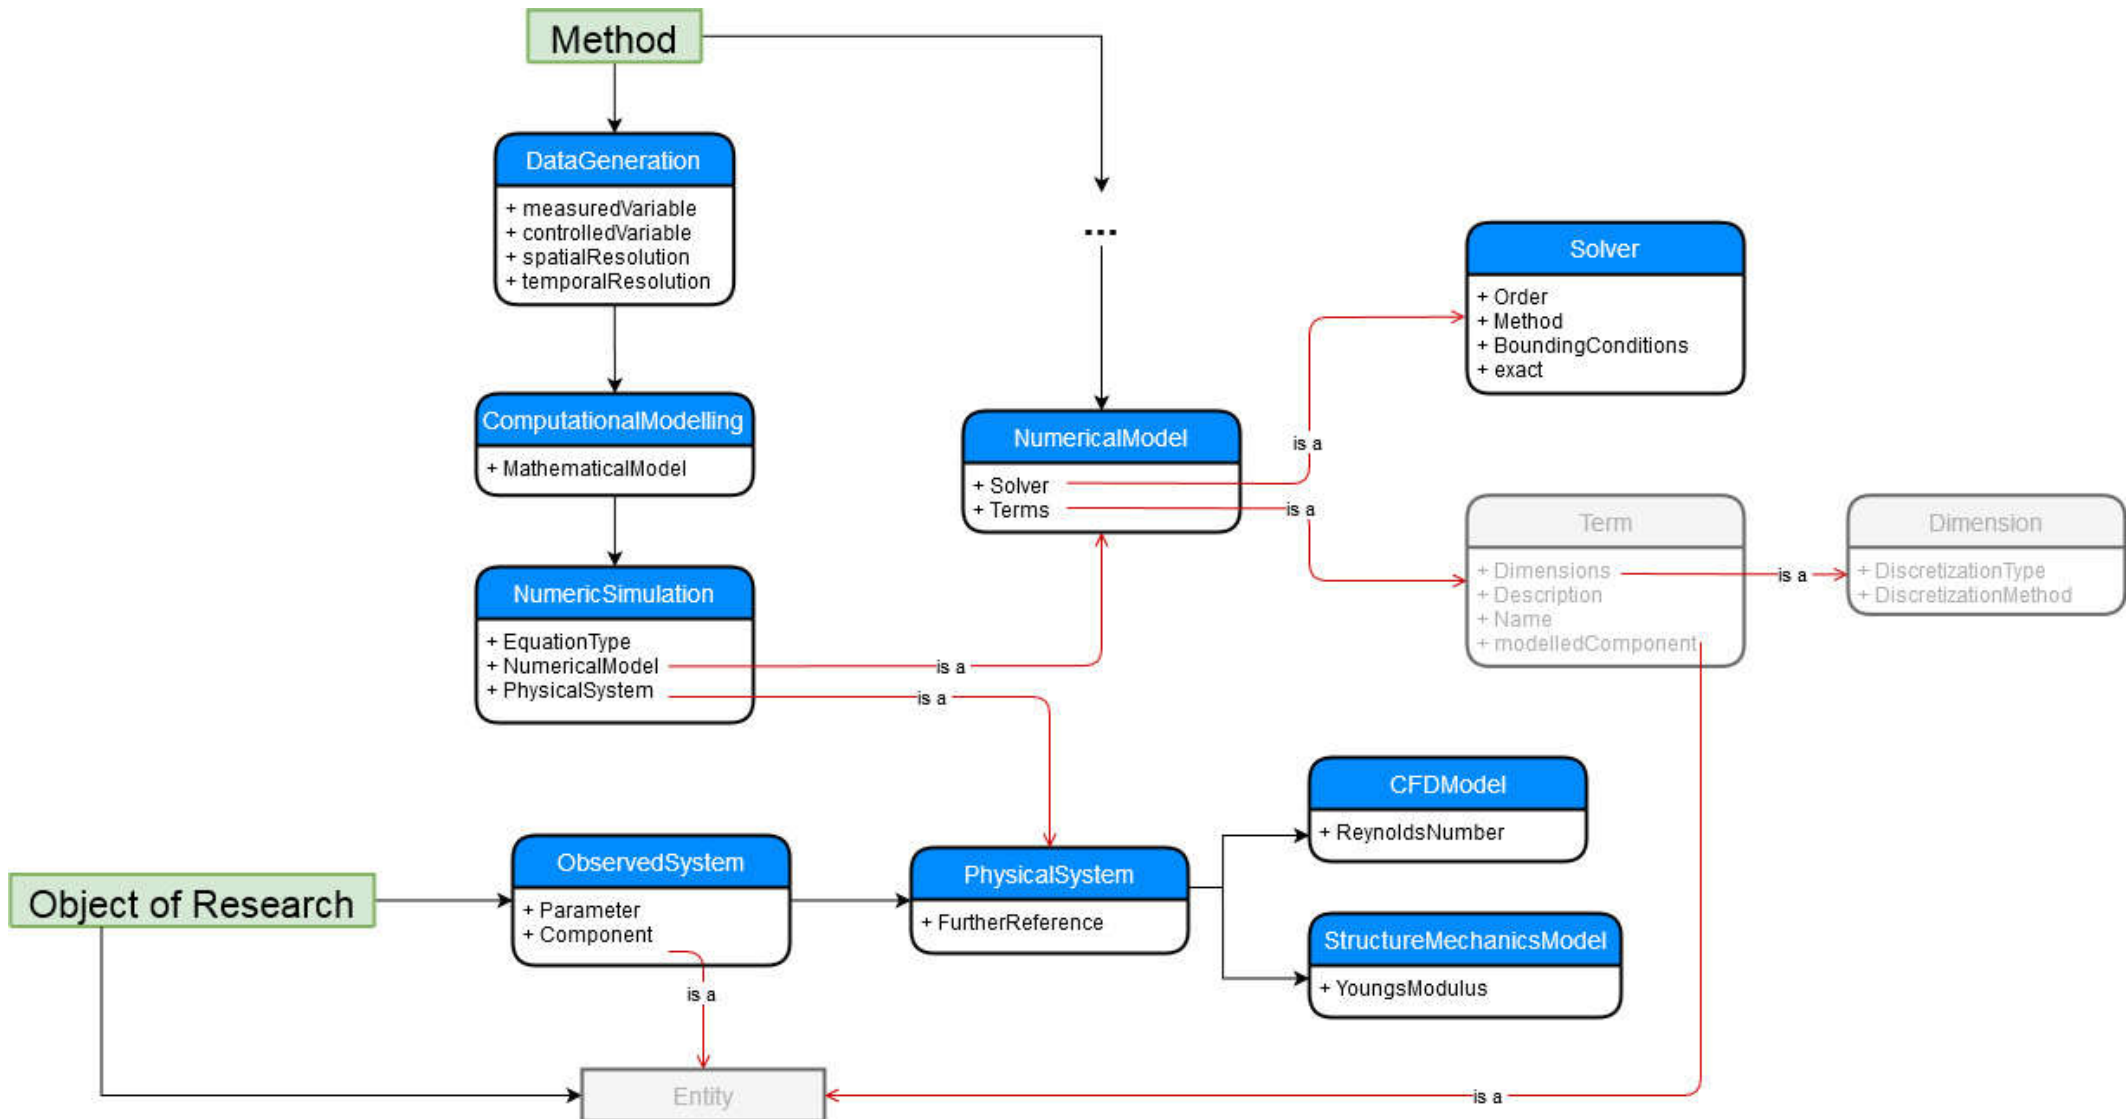 Method
DataGeneration
+ measuredVariable
+ controlledVariable
+ spatialResolution
+ temporalResolution
...
Solver
+ Order
+ Method
+ BoundingConditions
+ exact
ComputationalModelling
+ MathematicalModel
NumericalModel
+ Solver
+ Terms
is a
is a
Term
+ Dimensions
+ Description
+ Name
+ modelledComponent
is a
Dimension
+ DiscretizationType
+ DiscretizationMethod
NumericSimulation
+ EquationType
+ NumericalModel
+ PhysicalSystem
is a
is a
CFDModel
+ ReynoldsNumber
Object of Research
ObservedSystem
+ Parameter
+ Component
PhysicalSystem
+ FurtherReference
StructureMechanicsModel
+ YoungsModulus
is a
Entity
is a